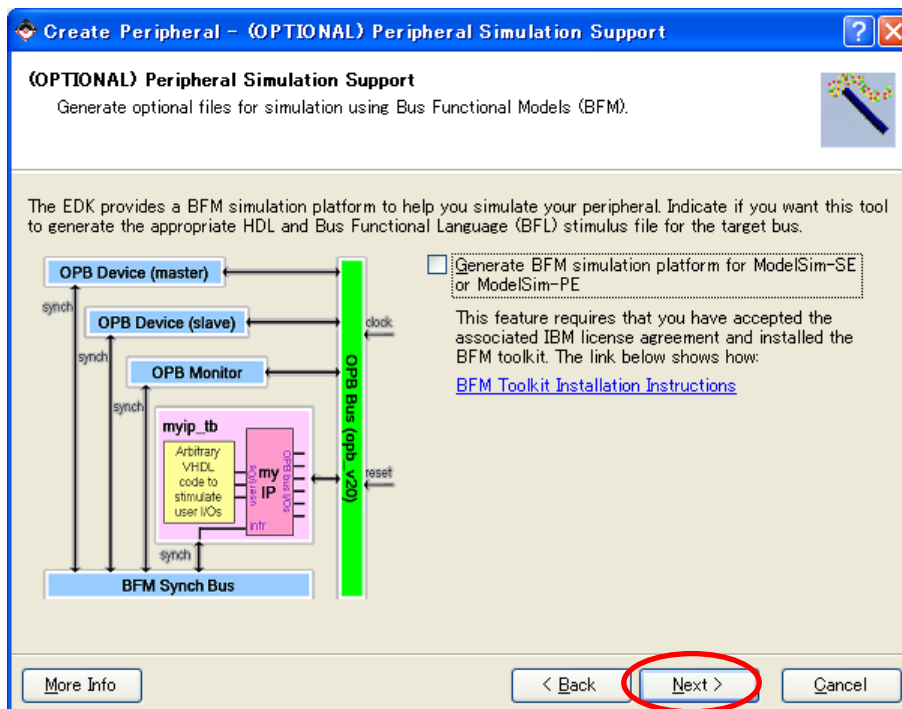 Create Peripheral - (OPTIONAL) Peripheral Simulation Support
(OPTIONAL) Peripheral Simulation Support
Generate optional files for simulation using Bus Functional Models (BFM).
The EDK provides a BFM simulation platform to help you simulate your peripheral. Indicate if you want this tool
to generate the appropriate HDL and Bus Functional Language (BFL) stimulus file for the target bus.
OPB Device (master)
synch
OPB Device (slave)
synch
OPB Monitor
synch
clock
OPB Bus (opb_v20)
reset
myip_tb
Arbitrary
VHDL
code to
stimulate
user I/Os
user I/Os
my
IP
OPB
bus I/Os
intr
synch
BFM Synch Bus
Generate BFM simulation platform for ModelSim-SE
or ModelSim-PE
This feature requires that you have accepted the
associated IBM license agreement and installed the
BFM toolkit. The link below shows how:
BFM Toolkit Installation Instructions
More Info
< Back
Next >
Cancel